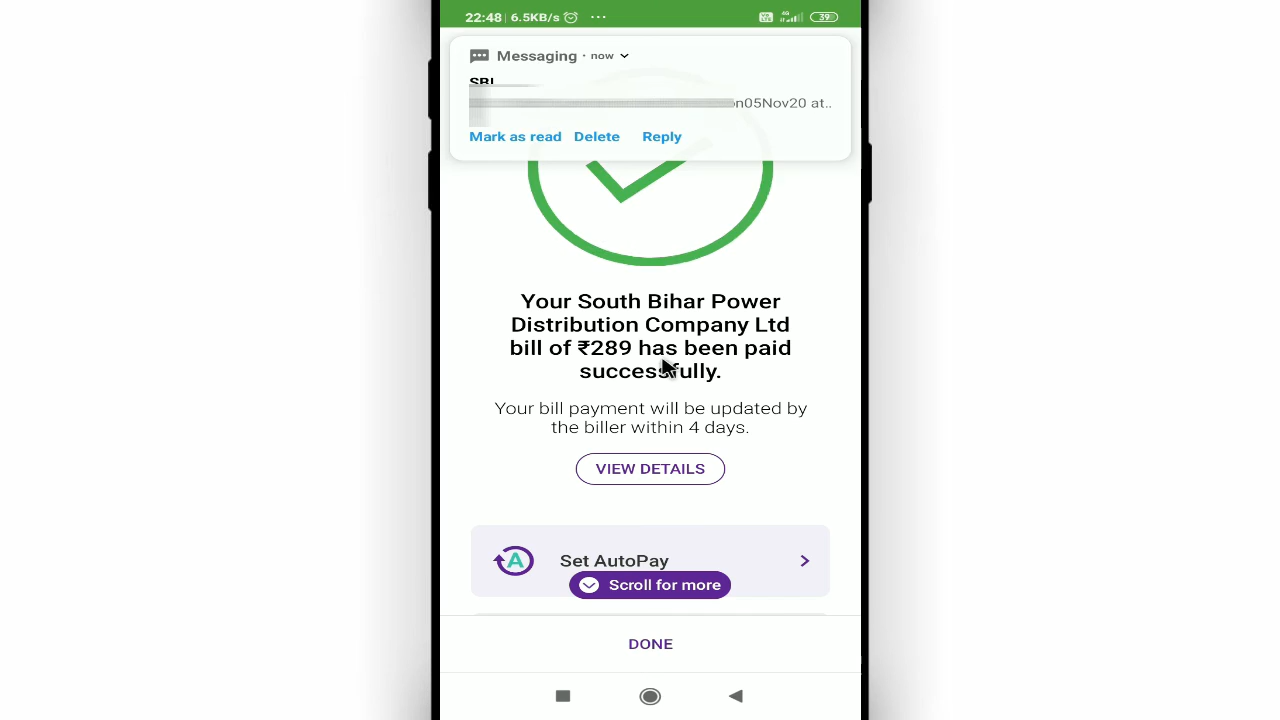 22:48 6.5KB/s ...
39
Messaging · now
SBI
on05Nov20 at..
Mark as read Delete Reply
Your South Bihar Power
Distribution Company Ltd
bill of ₹289 has been paid
successfully.
Your bill payment will be updated by
the biller within 4 days.
VIEW DETAILS
A Set AutoPay
Scroll for more
DONE